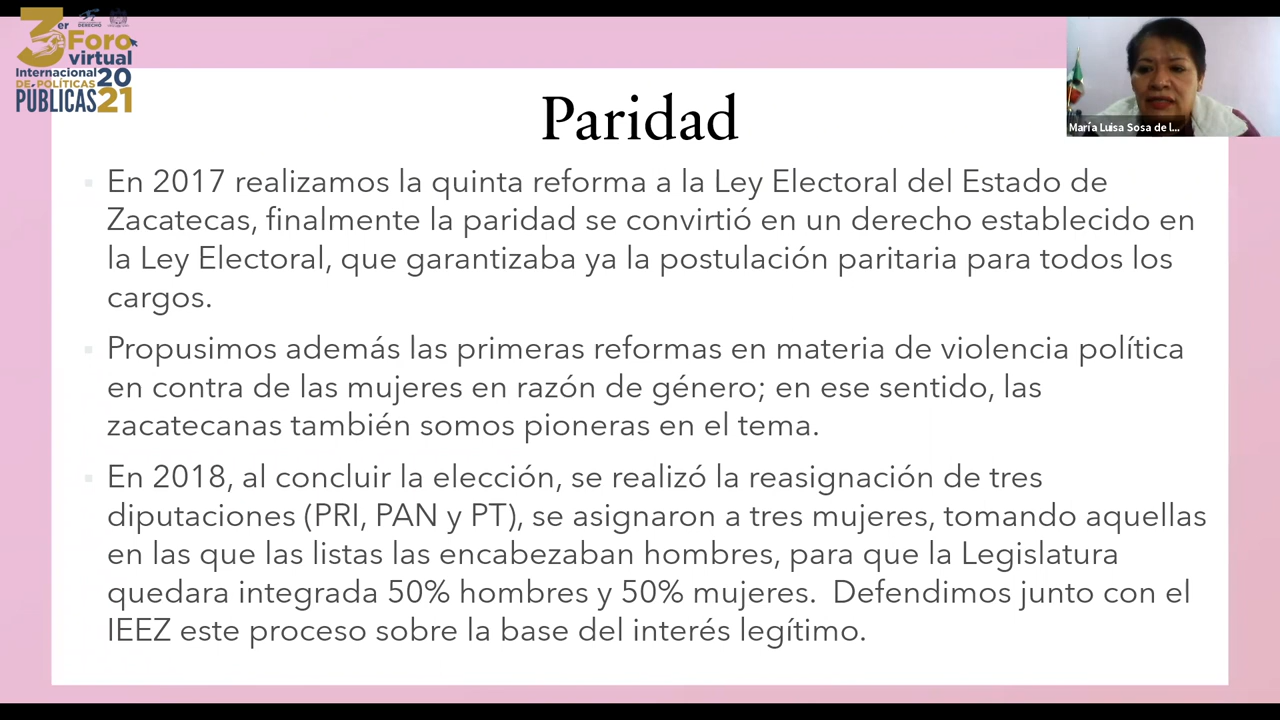 3er Foro
virtual
Internacional
DE POLÍTICAS
PÚBLICAS
2021
DERECHO
María Luisa Sosa de l...
Paridad
En 2017 realizamos la quinta reforma a la Ley Electoral del Estado de
Zacatecas, finalmente la paridad se convirtió en un derecho establecido en
la Ley Electoral, que garantizaba ya la postulación paritaria para todos los
cargos.
Propusimos además las primeras reformas en materia de violencia política
en contra de las mujeres en razón de género; en ese sentido, las
zacatecanas también somos pioneras en el tema.
En 2018, al concluir la elección, se realizó la reasignación de tres
diputaciones (PRI, PAN y PT), se asignaron a tres mujeres, tomando aquellas
en las que las listas las encabezaban hombres, para que la Legislatura
quedara integrada 50% hombres y 50% mujeres.  Defendimos junto con el
IEEZ este proceso sobre la base del interés legítimo.